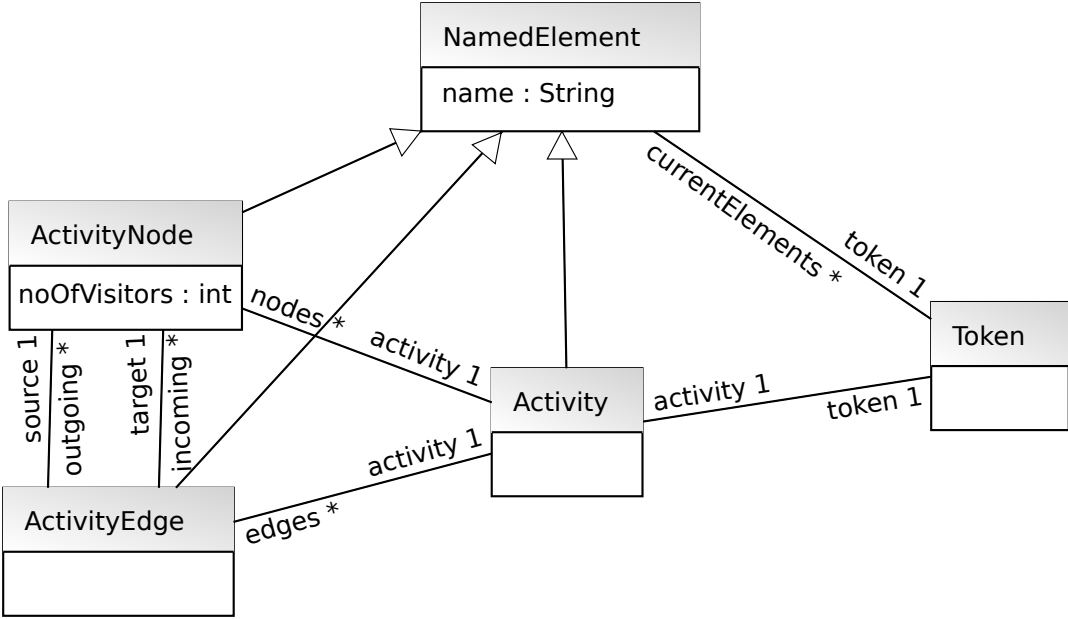 NamedElement
name : String
currentElements *
token 1
ActivityNode
noOfVisitors : int
nodes *
activity 1
source 1
outgoing *
target 1
incoming *
Token
Activity
activity 1
token 1
activity 1
edges *
ActivityEdge